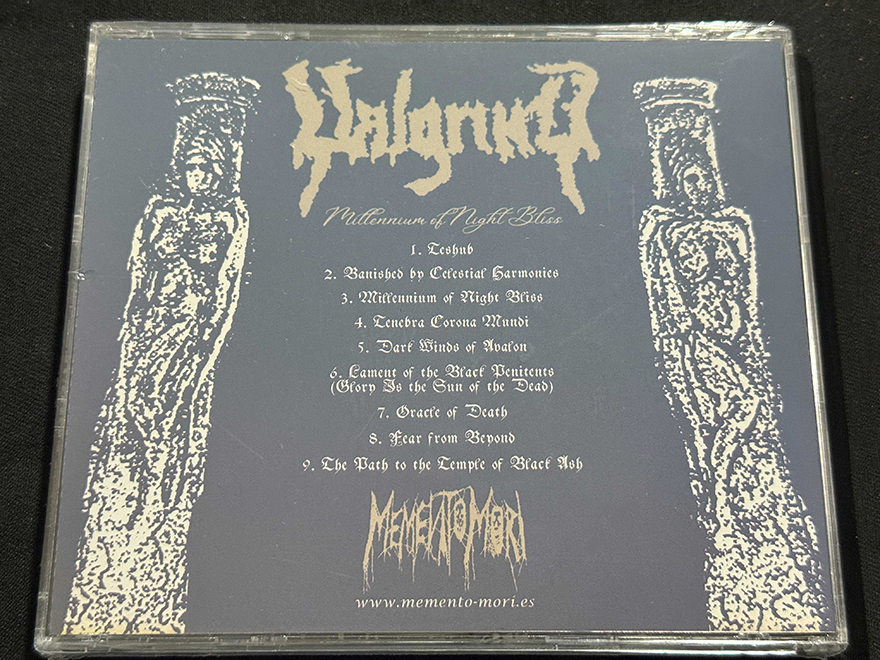 Valgrind
Millennium of Night Bliss
1. Teshub
2. Banished by Celestial Harmonies
3. Millennium of Night Bliss
4. Tenebra Corona Mundi
5. Dark Winds of Avalon
6. Lament of the Black Penitents
(Glory Is the Sun of the Dead)
7. Oracle of Death
8. Fear from Beyond
9. The Path to the Temple of Black Ash
MEMENTO MORI
www.memento-mori.es